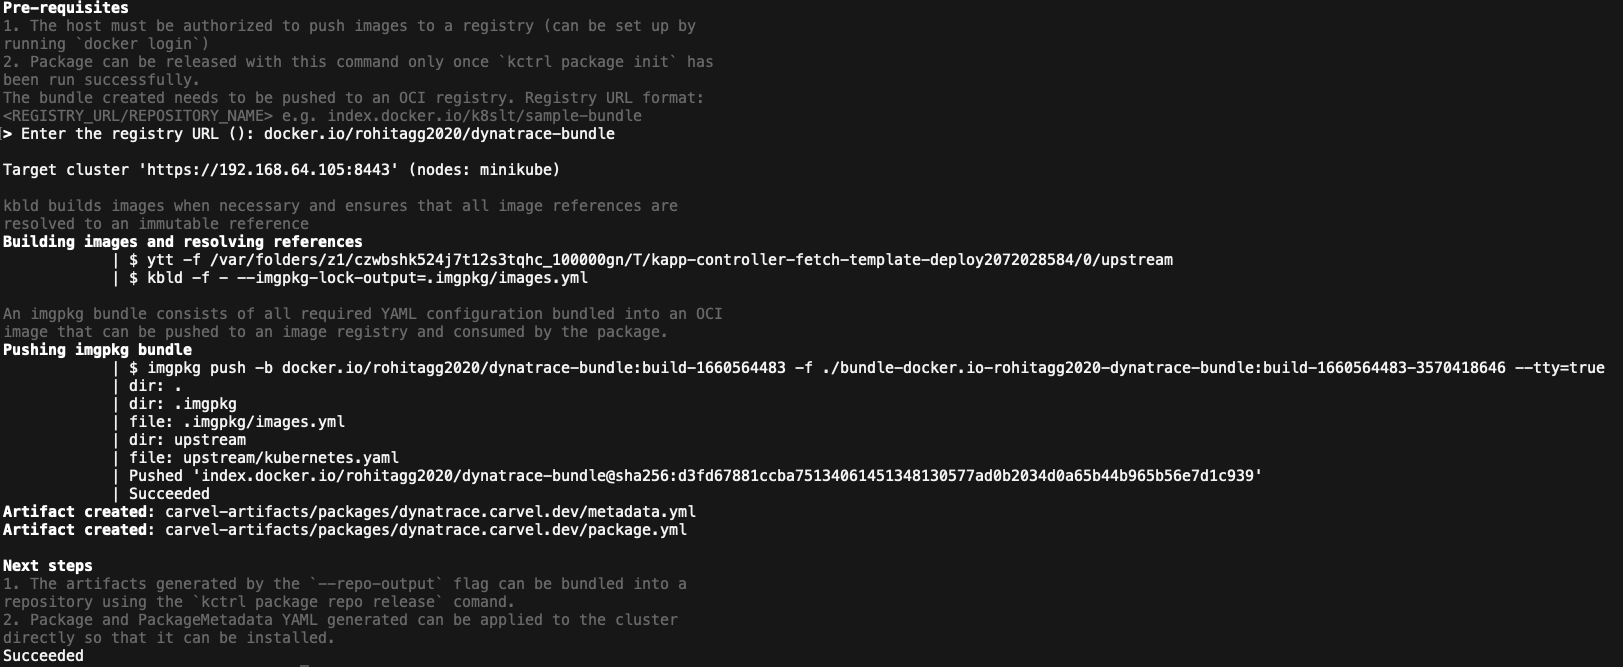 Pre-requisites
1. The host must be authorized to push images to a registry (can be set up by
running `docker login`)
2. Package can be released with this command only once `kctrl package init` has
been run successfully.
The bundle created needs to be pushed to an OCI registry. Registry URL format:
<REGISTRY_URL/REPOSITORY_NAME> e.g. index.docker.io/k8slt/sample-bundle
> Enter the registry URL (): docker.io/rohitagg2020/dynatrace-bundle
Target cluster 'https://192.168.64.105:8443' (nodes: minikube)
kbld builds images when necessary and ensures that all image references are
resolved to an immutable reference
Building images and resolving references
| $ ytt -f /var/folders/z1/czwbshk524j7t12s3tqhc_100000gn/T/kapp-controller-fetch-template-deploy2072028584/0/upstream
| $ kbld -f - --imgpkg-lock-output=.imgpkg/images.yml
An imgpkg bundle consists of all required YAML configuration bundled into an OCI
image that can be pushed to an image registry and consumed by the package.
Pushing imgpkg bundle
| $ imgpkg push -b docker.io/rohitagg2020/dynatrace-bundle:build-1660564483 -f ./bundle-docker.io-rohitagg2020-dynatrace-bundle:build-1660564483-3570418646 --tty=true
| dir: .
| dir: .imgpkg
| file: .imgpkg/images.yml
| dir: upstream
| file: upstream/kubernetes.yaml
| Pushed 'index.docker.io/rohitagg2020/dynatrace-bundle@sha256:d3fd67881ccba75134061451348130577ad0b2034d0a65b44b965b56e7d1c939'
| Succeeded
Artifact created: carvel-artifacts/packages/dynatrace.carvel.dev/metadata.yml
Artifact created: carvel-artifacts/packages/dynatrace.carvel.dev/package.yml
Next steps
1. The artifacts generated by the `--repo-output` flag can be bundled into a
repository using the `kctrl package repo release` comand.
2. Package and PackageMetadata YAML generated can be applied to the cluster
directly so that it can be installed.
Succeeded